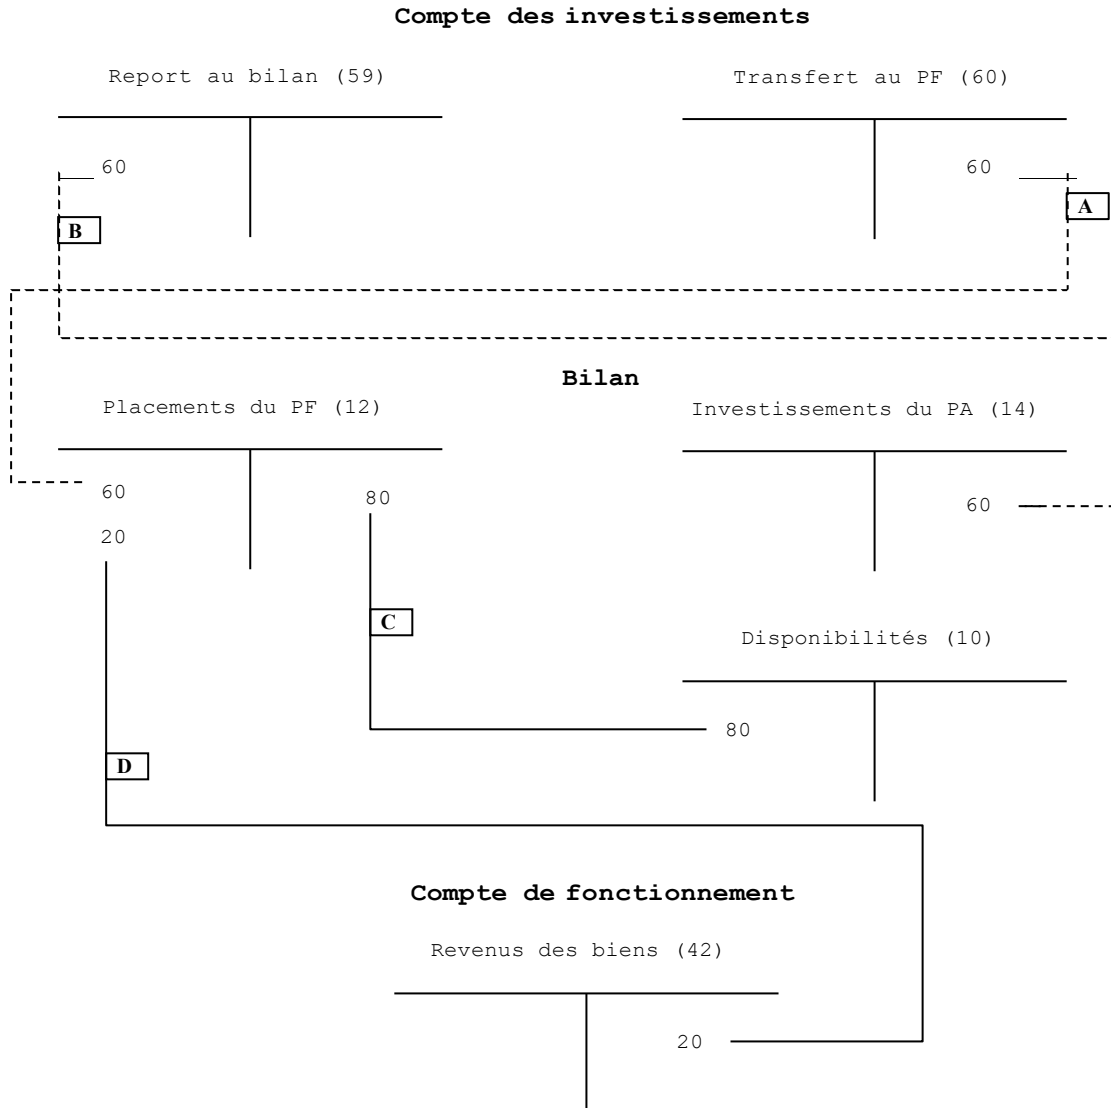 Compte des investissements
Report au bilan (59)
Transfert au PF (60)
60
60
B
A
Bilan
Placements du PF (12)
Investissements du PA (14)
60
80
60
20
C
Disponibilités (10)
80
D
Compte de fonctionnement
Revenus des biens (42)
20